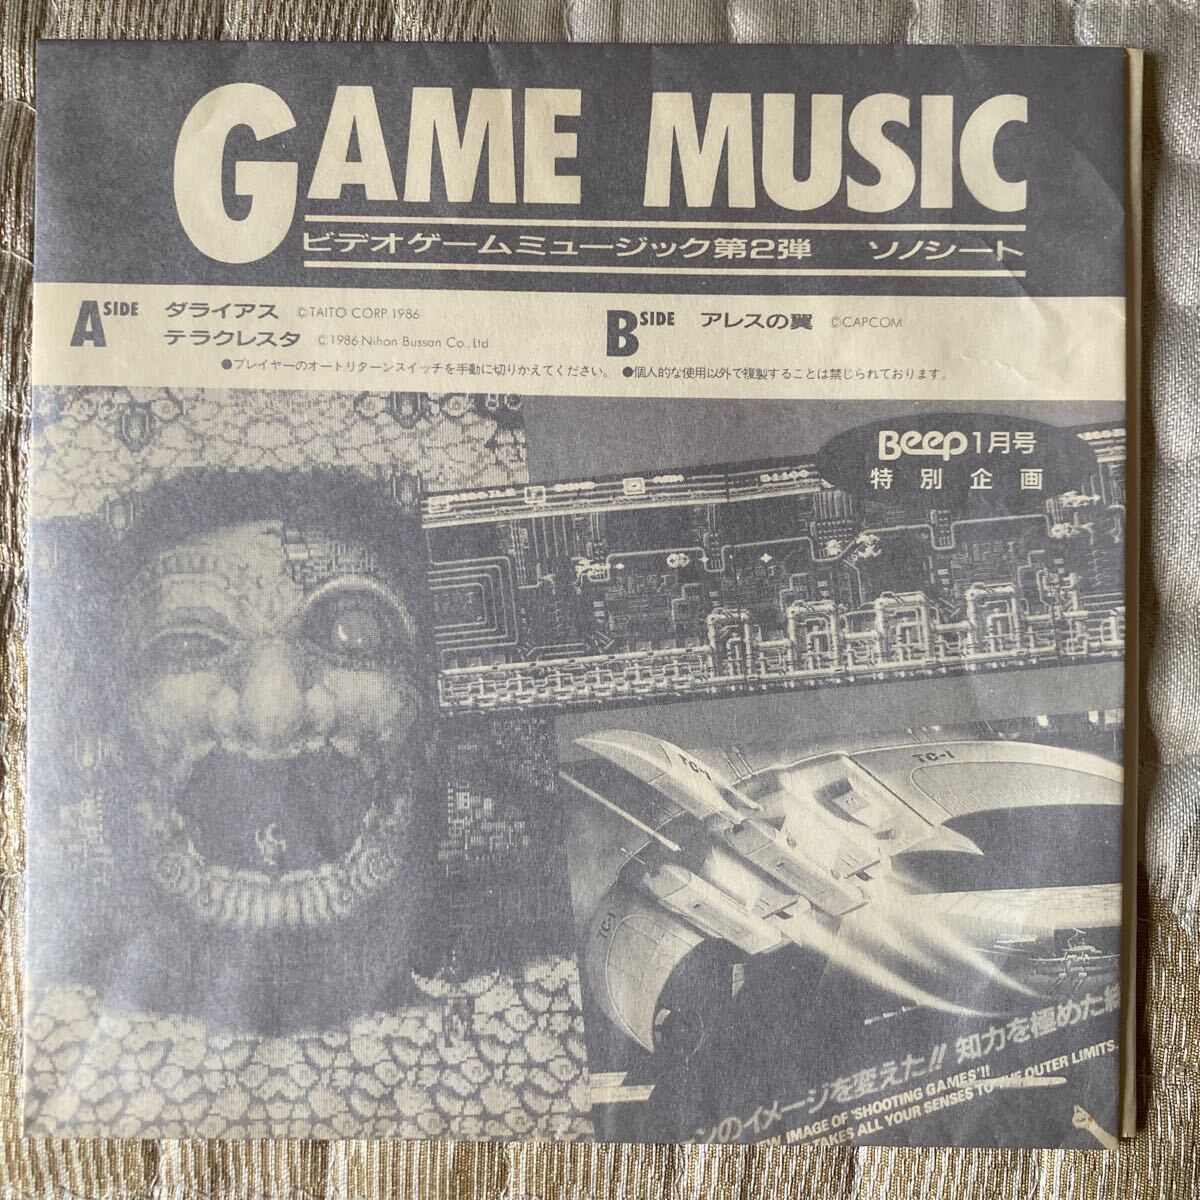 GAME MUSIC
ビデオゲームミュージック第2弾 ソノシート
A SIDE ダライアス ©TAITO CORP. 1986
テラクレスタ ©1986 Nihon Bussan Co., Ltd.
B SIDE アレスの翼 ©CAPCOM
●プレイヤーのオートリターンスイッチを手動に切りかえてください。 ●個人的な使用以外で複製することは禁じられております。
Beep 1月号
特別企画
51100
TC-1
TC-1
TC-1
ンのイメージを変えた!! 知力を極めた
EW IMAGE OF 'SHOOTING GAMES'!!
TAKES ALL YOUR SENSES TO THE OUTER LIMITS.